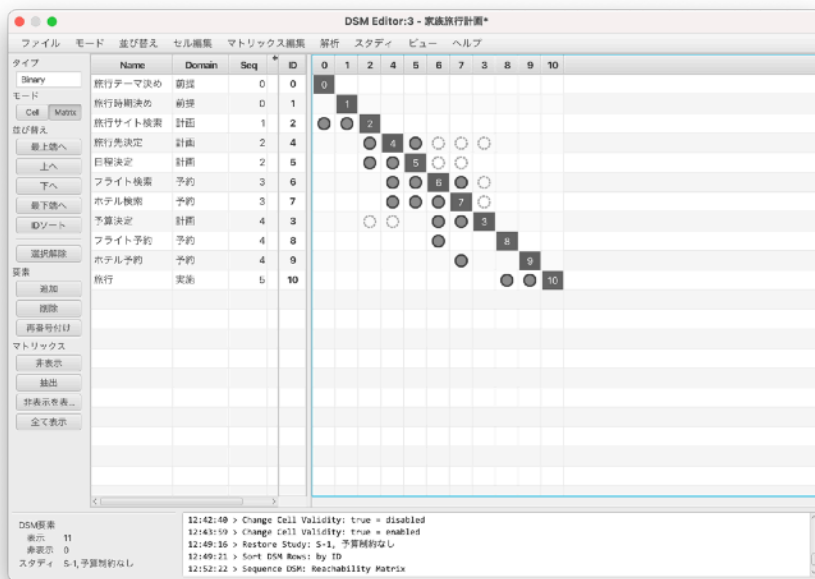 DSM Editor:3 - 家族旅行計画*
ファイル モード 並び替え セル編集 マトリックス編集 解析 スタディ ビュー ヘルプ
タイプ
Binary
モード
Cell Matrix
並び替え
最上端へ
上へ
下へ
最下端へ
IDソート
選択解除
要素
追加
削除
再番号付け
マトリックス
非表示
抽出
非表示を表...
全て表示
Name Domain Seq ID 0 1 2 4 5 6 7 3 8 9 10
旅行テーマ決め 前提 0 0 0
旅行時期決め 前提 0 1 1
旅行サイト検索 計画 1 2 2
旅行先決定 計画 2 4 4
日程決定 計画 2 5 5
フライト検索 予約 3 6 6
ホテル検索 予約 3 7 7
予算決定 計画 4 3 3
フライト予約 予約 4 8 8
ホテル予約 予約 4 9 9
旅行 実施 5 10 10
DSM要素
表示 11
非表示 0
スタディ S-1,予算制約なし
12:42:40 > Change Cell Validity: true = disabled
12:43:59 > Change Cell Validity: true = enabled
12:49:16 > Restore Study: S-1, 予算制約なし
12:49:21 > Sort DSM Rows: by ID
12:52:22 > Sequence DSM: Reachability Matrix